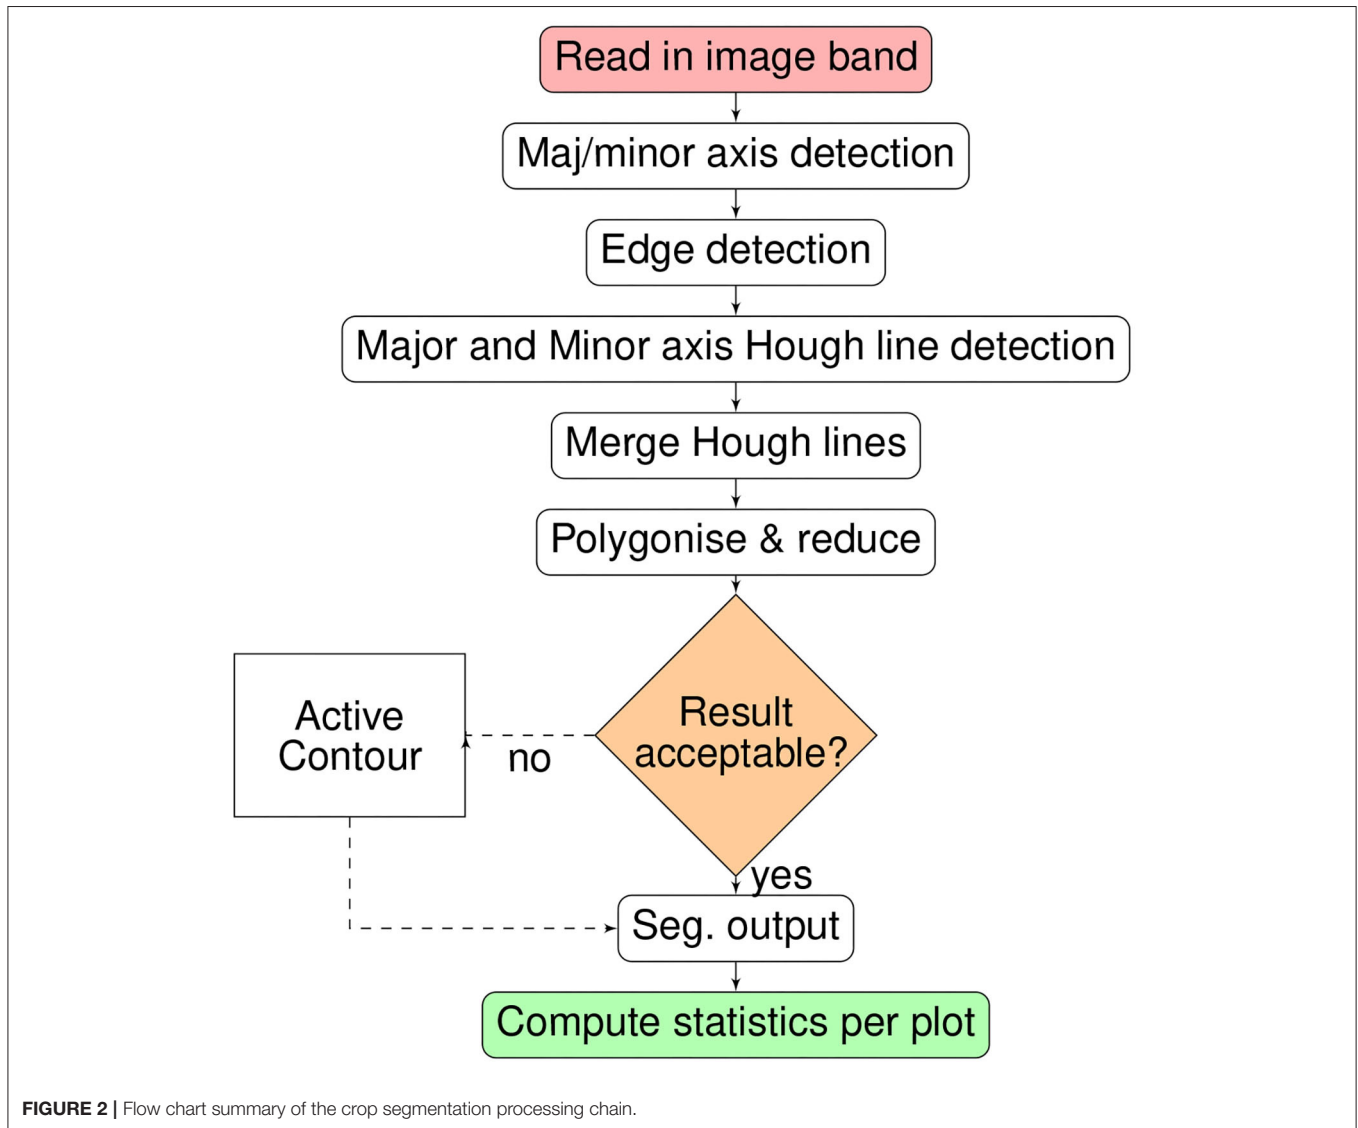 Read in image band
Maj/minor axis detection
Edge detection
Major and Minor axis Hough line detection
Merge Hough lines
Polygonise & reduce
Result
acceptable?
Active
Contour
no
yes
Seg. output
Compute statistics per plot
FIGURE 2 | Flow chart summary of the crop segmentation processing chain.